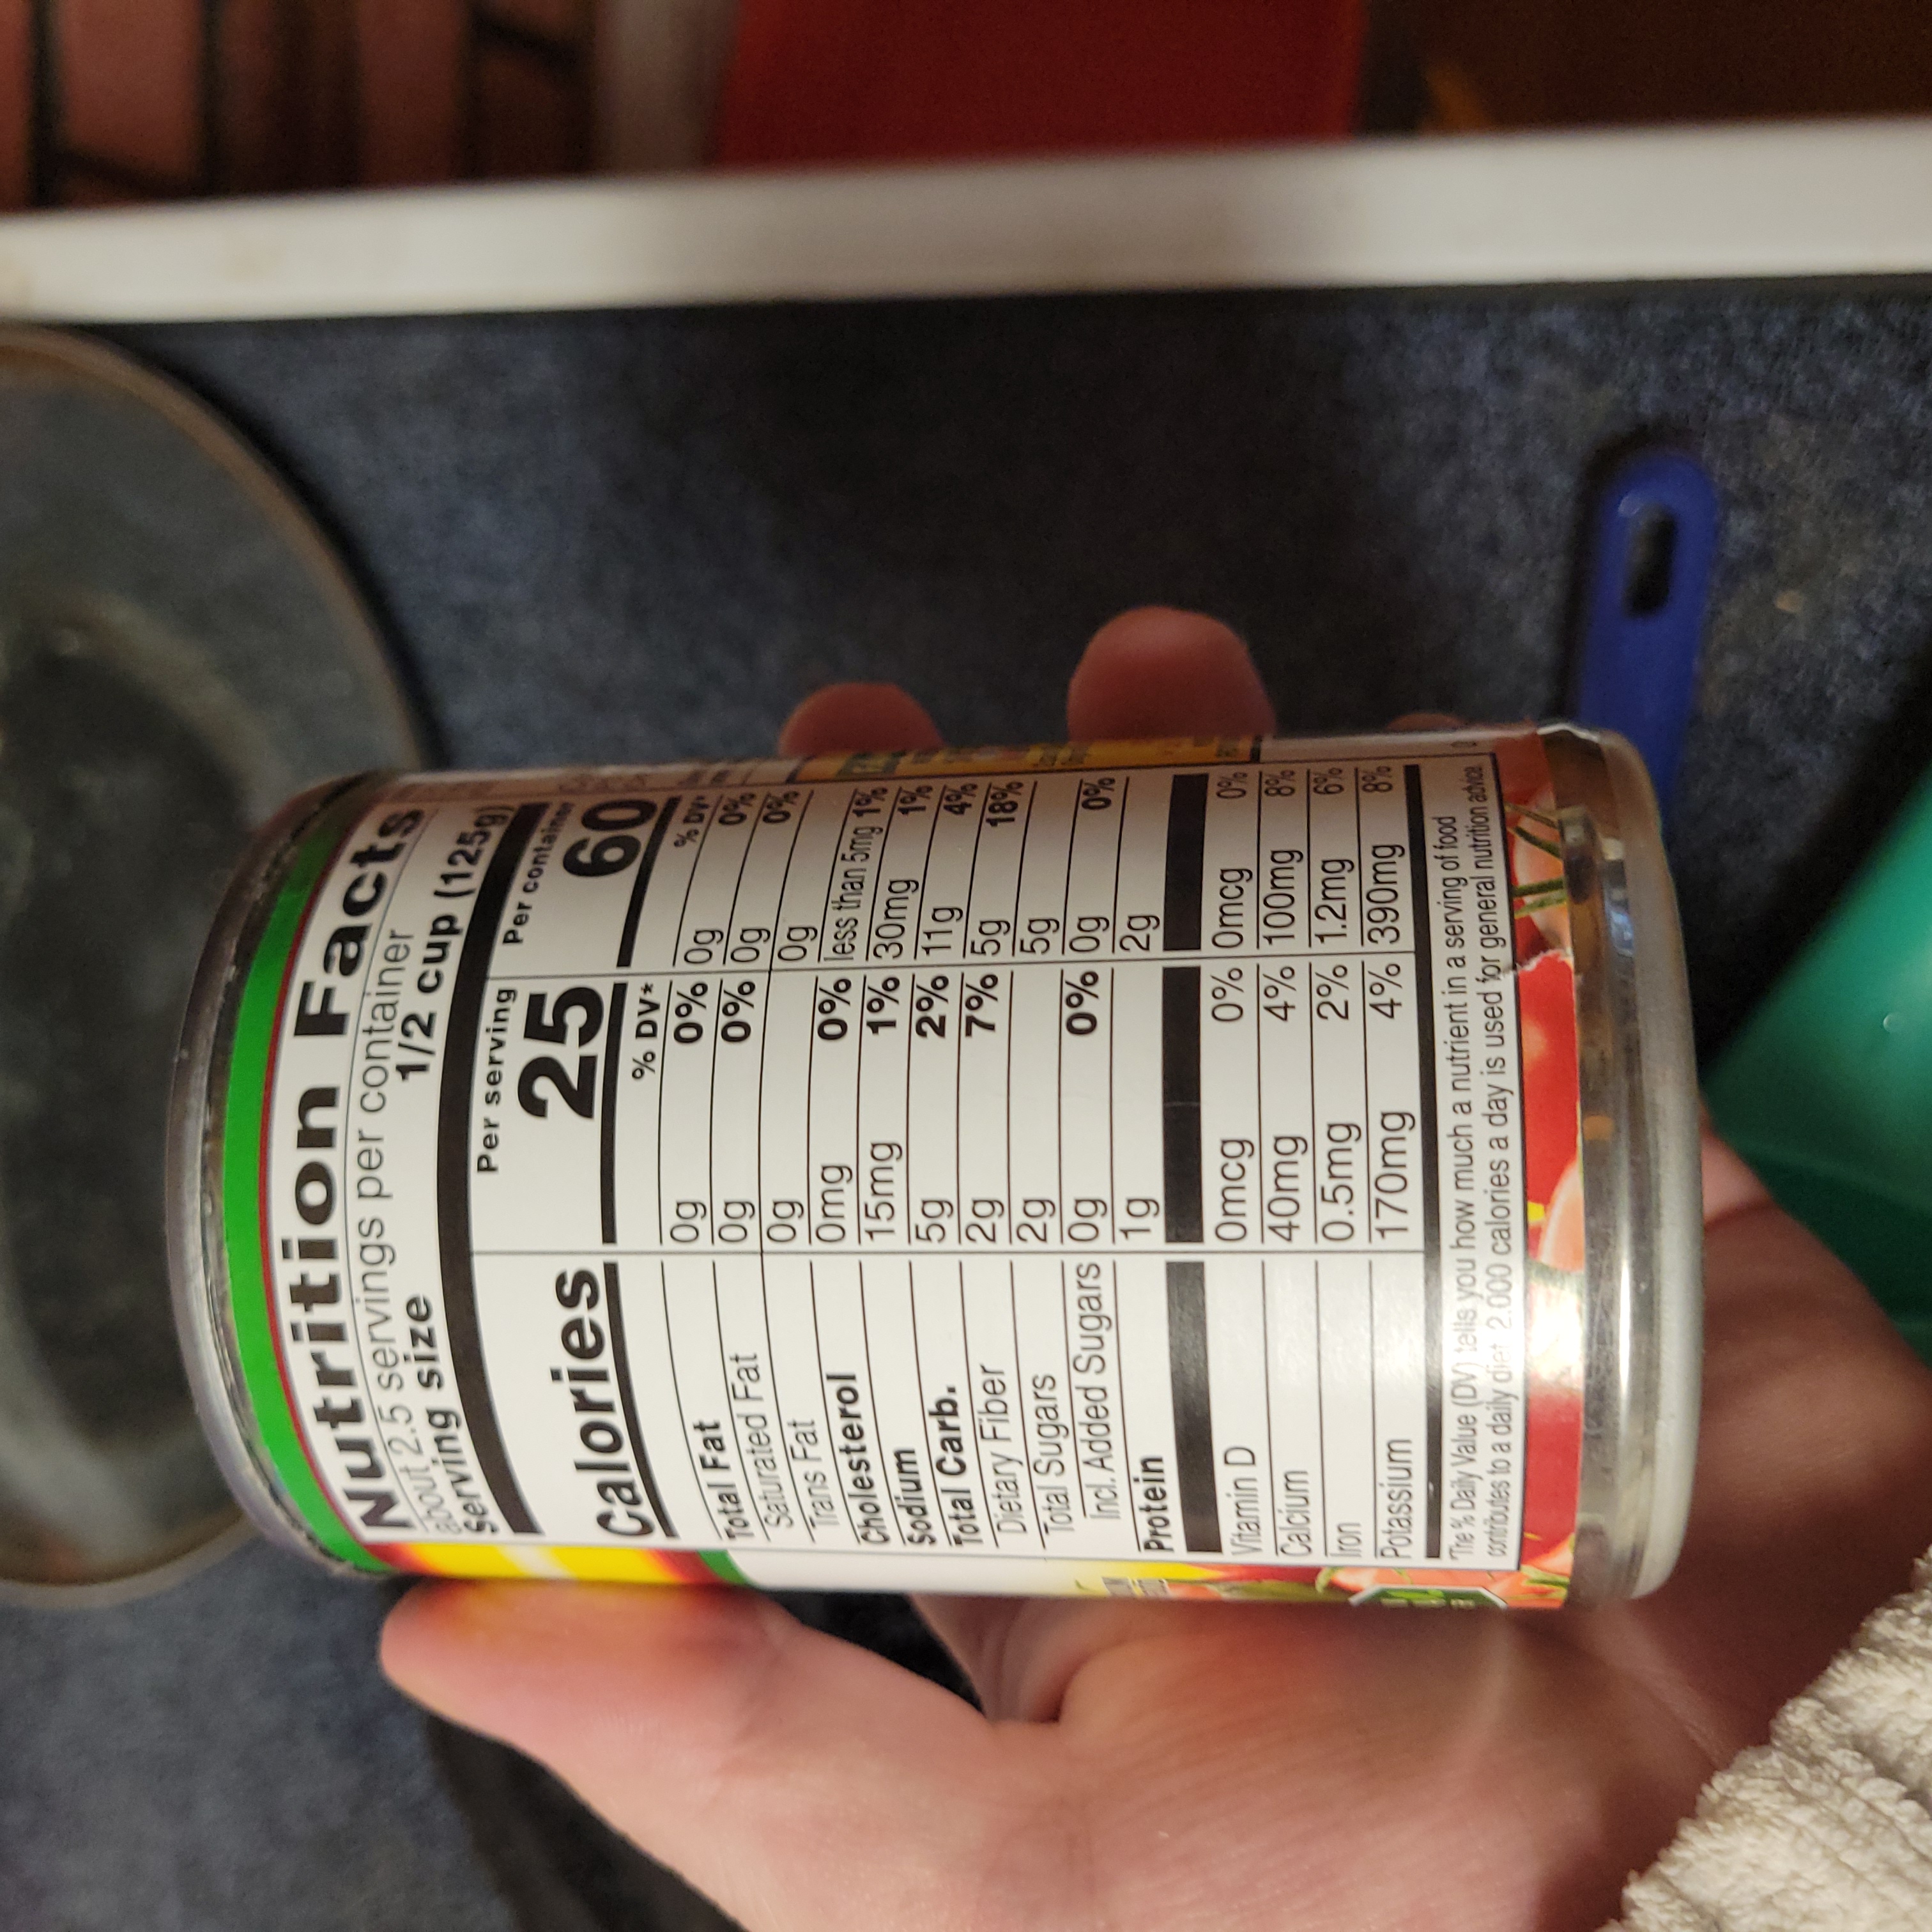 Nutrition Facts
about 2.5 servings per container
Serving size 1/2 cup (125g)
Per serving Per container
Calories 25 60
% DV* % DV*
Total Fat 0g 0% 0g 0%
Saturated Fat 0g 0% 0g 0%
Trans Fat 0g 0g
Cholesterol 0mg 0% less than 5mg 1%
Sodium 15mg 1% 30mg 1%
Total Carb. 5g 2% 11g 4%
Dietary Fiber 2g 7% 5g 18%
Total Sugars 2g 5g
Incl. Added Sugars 0g 0% 0g 0%
Protein 1g 2g
Vitamin D 0mcg 0% 0mcg 0%
Calcium 40mg 4% 100mg 8%
Iron 0.5mg 2% 1.2mg 6%
Potassium 170mg 4% 390mg 8%
*The % Daily Value (DV) tells you how much a nutrient in a serving of food
contributes to a daily diet. 2,000 calories a day is used for general nutrition advice.